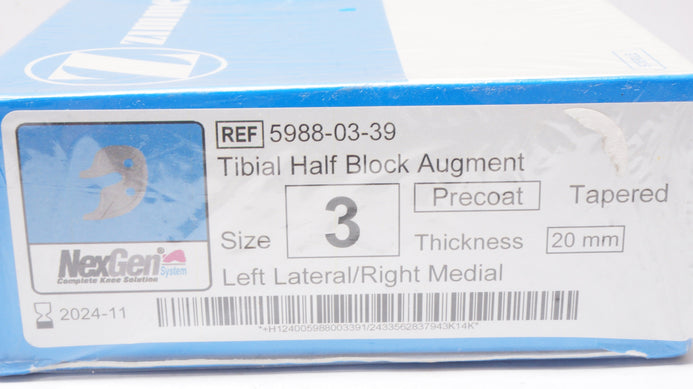 REF 5988-03-39
Tibial Half Block Augment
Precoat Tapered
Size 3 Thickness 20 mm
Left Lateral/Right Medial
NexGen® System
Complete Knee Solution
2024-11
*+H124005988003391/2433562837943K14K*